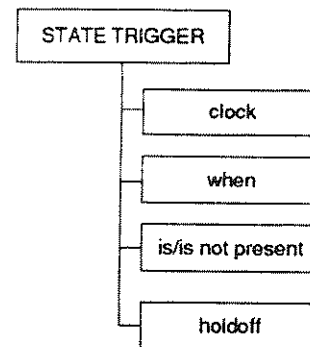 STATE TRIGGER
clock
when
is/is not present
holdoff